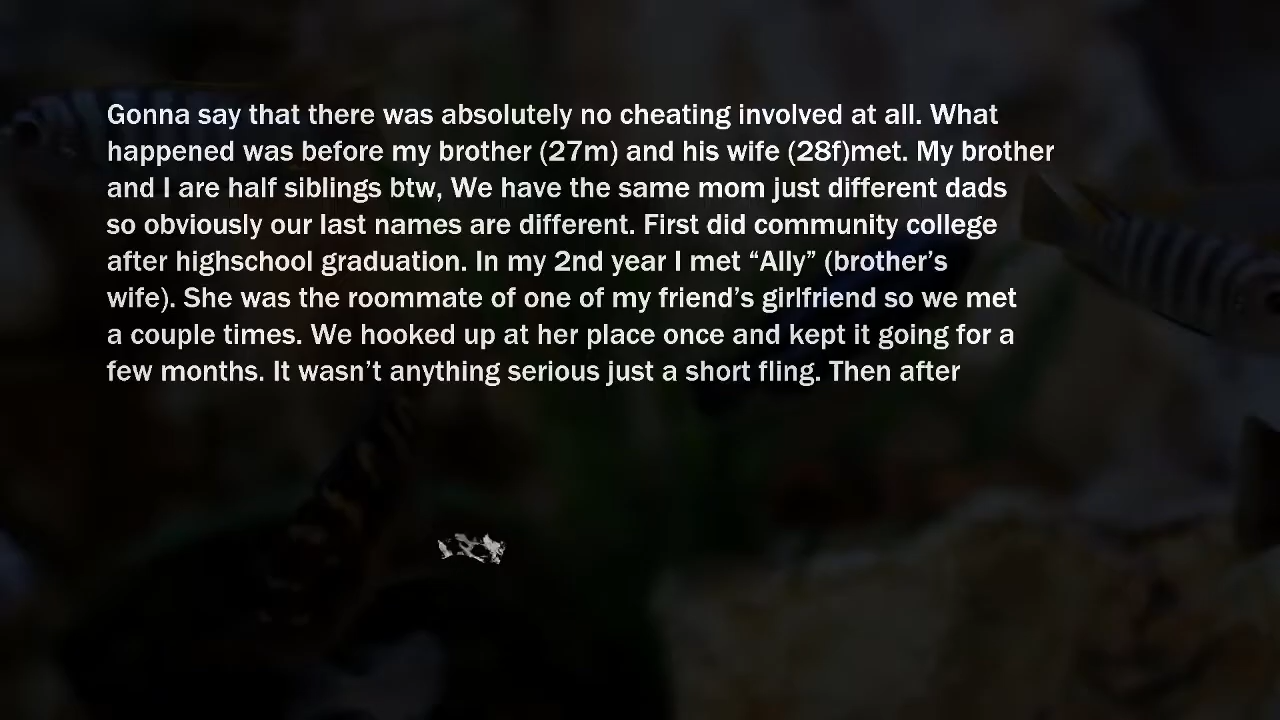 Gonna say that there was absolutely no cheating involved at all. What
happened was before my brother (27m) and his wife (28f)met. My brother
and I are half siblings btw, We have the same mom just different dads
so obviously our last names are different. First did community college
after highschool graduation. In my 2nd year I met “Ally” (brother’s
wife). She was the roommate of one of my friend’s girlfriend so we met
a couple times. We hooked up at her place once and kept it going for a
few months. It wasn’t anything serious just a short fling. Then after